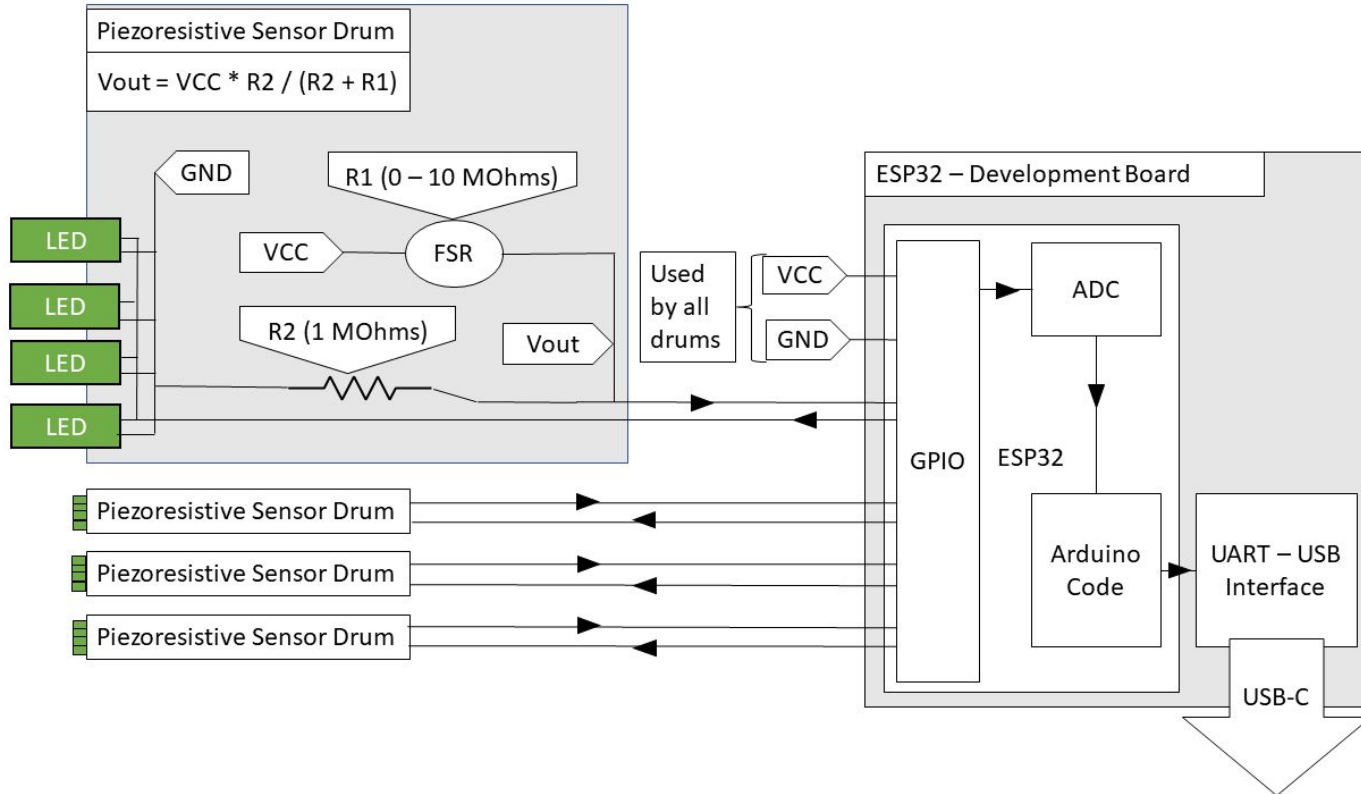 Piezoresistive Sensor Drum
Vout = VCC * R2 / (R2 + R1)
GND
R1 (0 – 10 MOhms)
LED
VCC
FSR
LED
R2 (1 MOhms)
Vout
LED
LED
Piezoresistive Sensor Drum
Piezoresistive Sensor Drum
Piezoresistive Sensor Drum
Used
by all
drums
VCC
GND
ESP32 – Development Board
GPIO
ADC
ESP32
Arduino
Code
UART – USB
Interface
USB-C